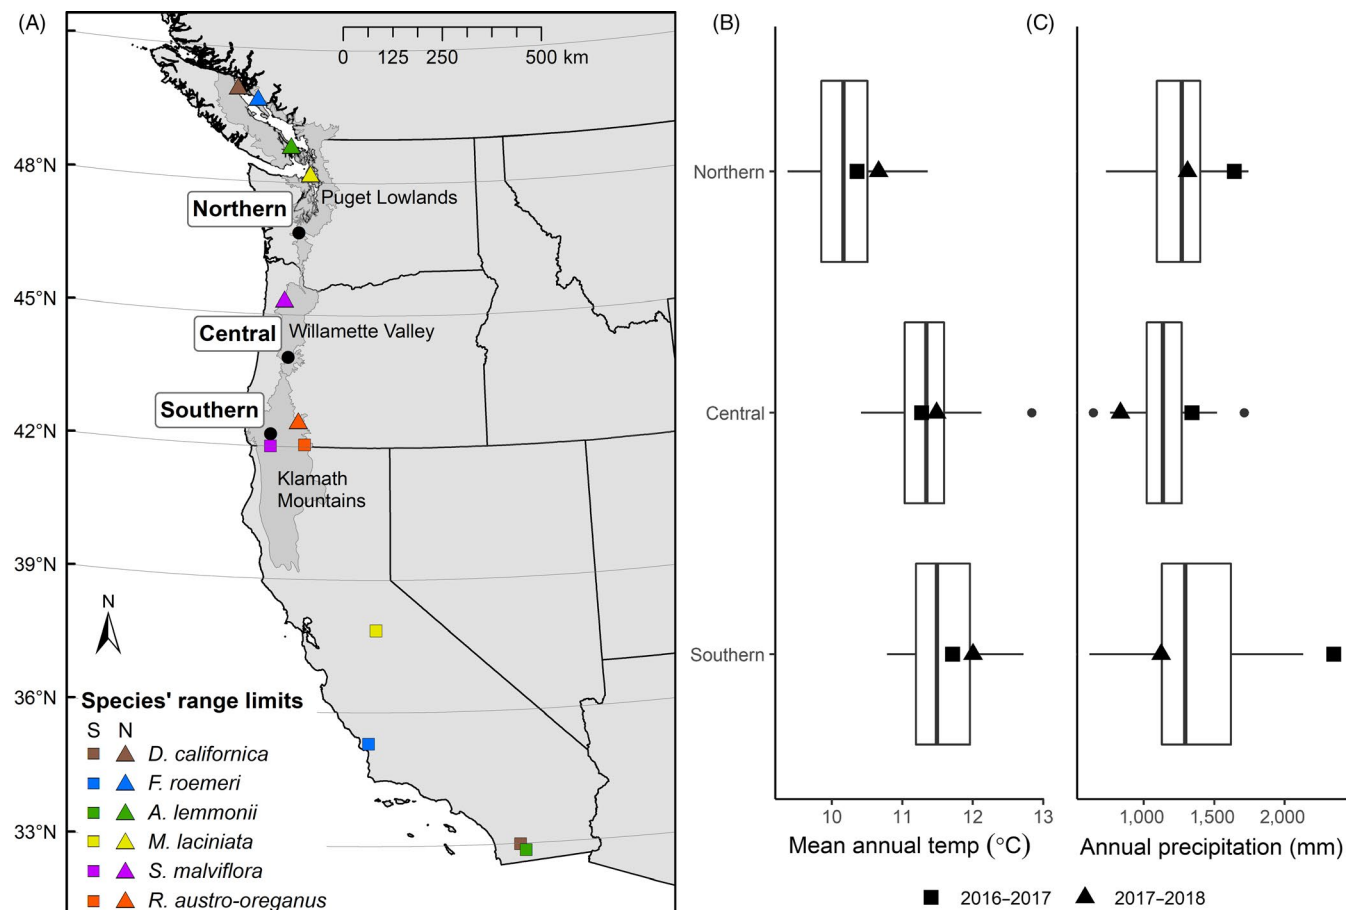 (A)
0 125 250 500 km
48°N
45°N
42°N
39°N
36°N
33°N
Puget Lowlands
Northern
Central
Willamette Valley
Southern
Klamath
Mountains
N
Species' range limits
S N
D. californica
F. roemeri
A. lemmonii
M. laciniata
S. malviflora
R. austro-oreganus
(B)
Northern
Central
Southern
10 11 12 13
Mean annual temp (°C)
(C)
1,000 1,500 2,000
Annual precipitation (mm)
2016–2017 2017–2018